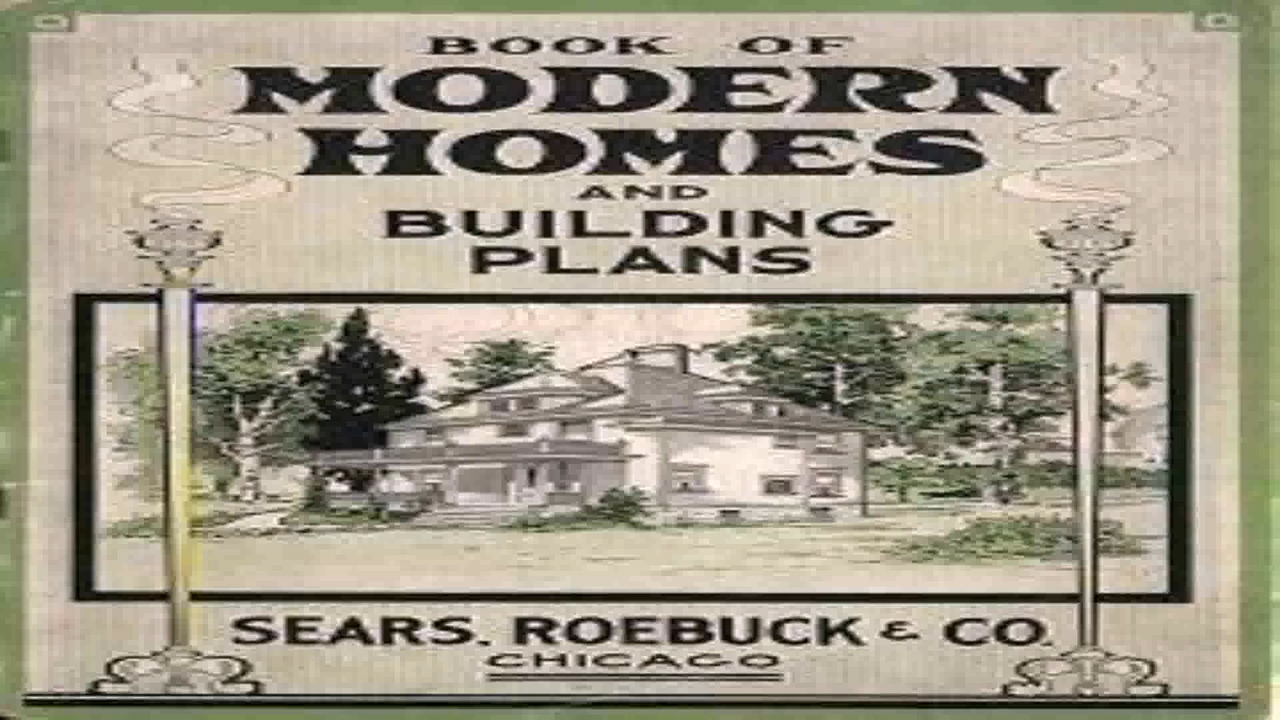 BOOK OF
MODERN
HOMES
AND
BUILDING
PLANS
SEARS, ROEBUCK & CO.
CHICAGO